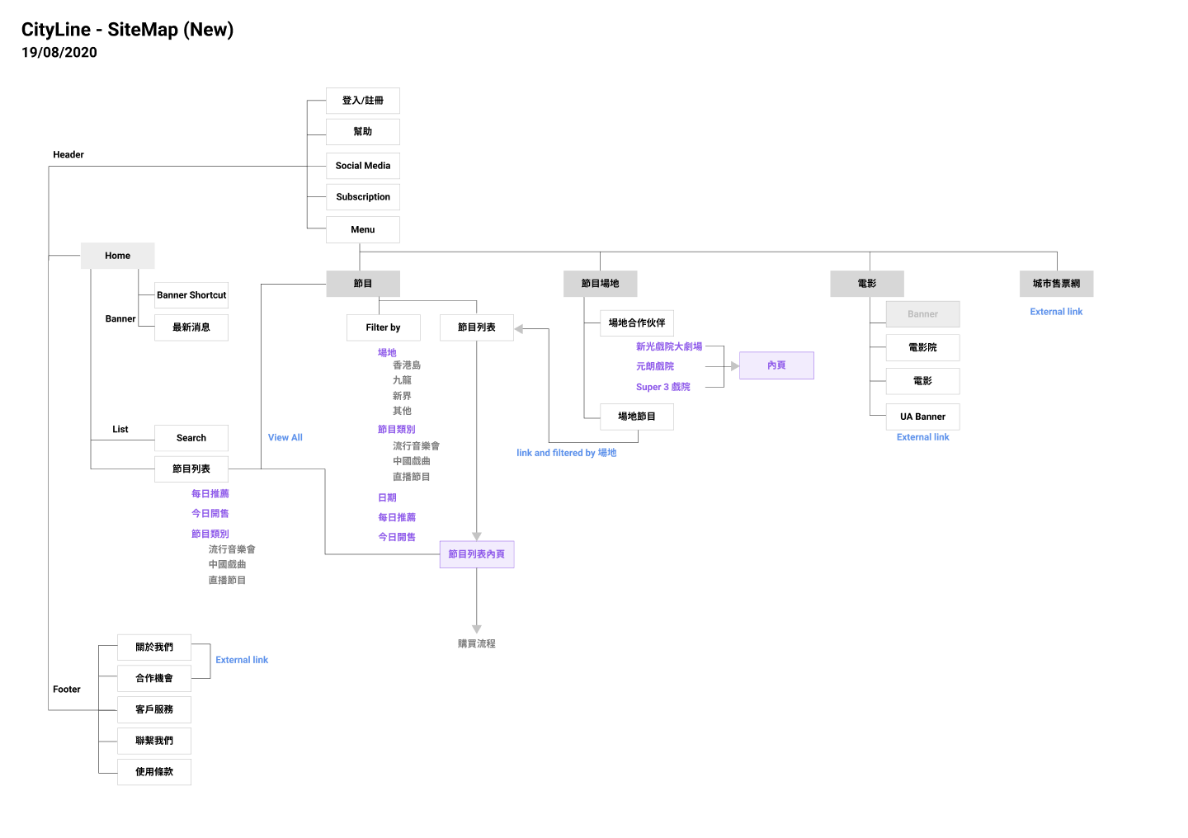 CityLine - SiteMap (New)
19/08/2020
Header
登入/註冊
幫助
Social Media
Subscription
Menu
Home
Banner
Banner Shortcut
最新消息
List
Search
節目列表
每日推薦
今日開售
節目類別
流行音樂會
中國戲曲
直播節目
View All
節目
Filter by
場地
香港島
九龍
新界
其他
節目類別
流行音樂會
中國戲曲
直播節目
日期
每日推薦
今日開售
節目列表
節目列表內頁
購買流程
節目場地
場地合作伙伴
新光戲院大劇場
元朗戲院
Super 3 戲院
內頁
場地節目
link and filtered by 場地
電影
Banner
電影院
電影
UA Banner
External link
城市售票網
External link
Footer
關於我們
合作機會
External link
客戶服務
聯繫我們
使用條款